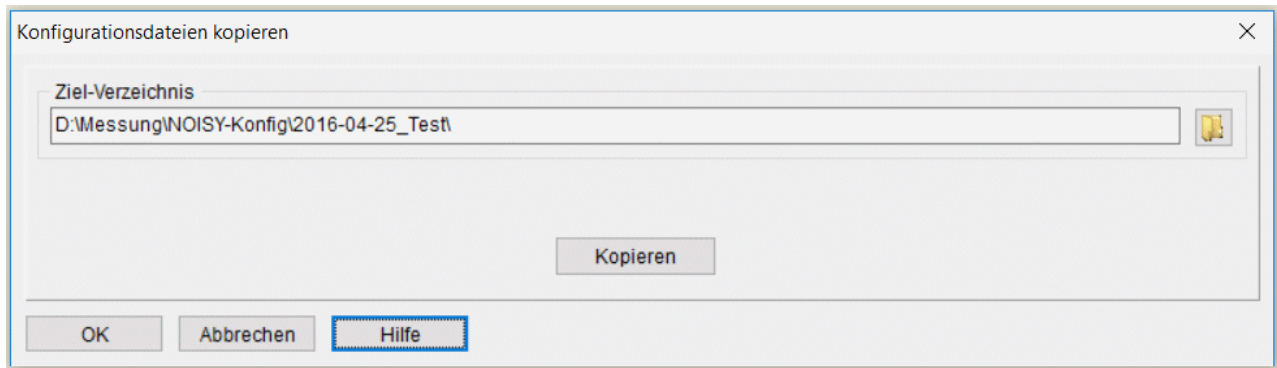 Konfigurationsdateien kopieren
Ziel-Verzeichnis
D:\Messung\NOISY-Konfig\2016-04-25_Test\
Kopieren
OK Abbrechen Hilfe